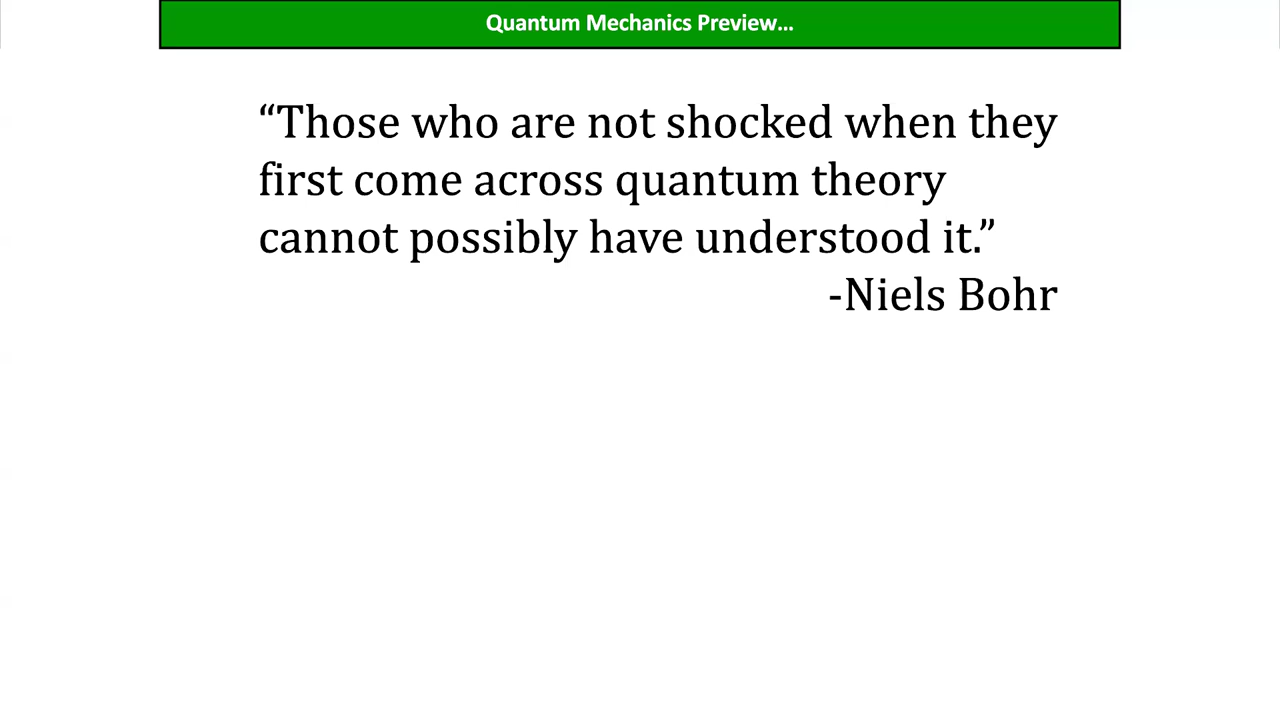 Quantum Mechanics Preview…
“Those who are not shocked when they
first come across quantum theory
cannot possibly have understood it.”
-Niels Bohr